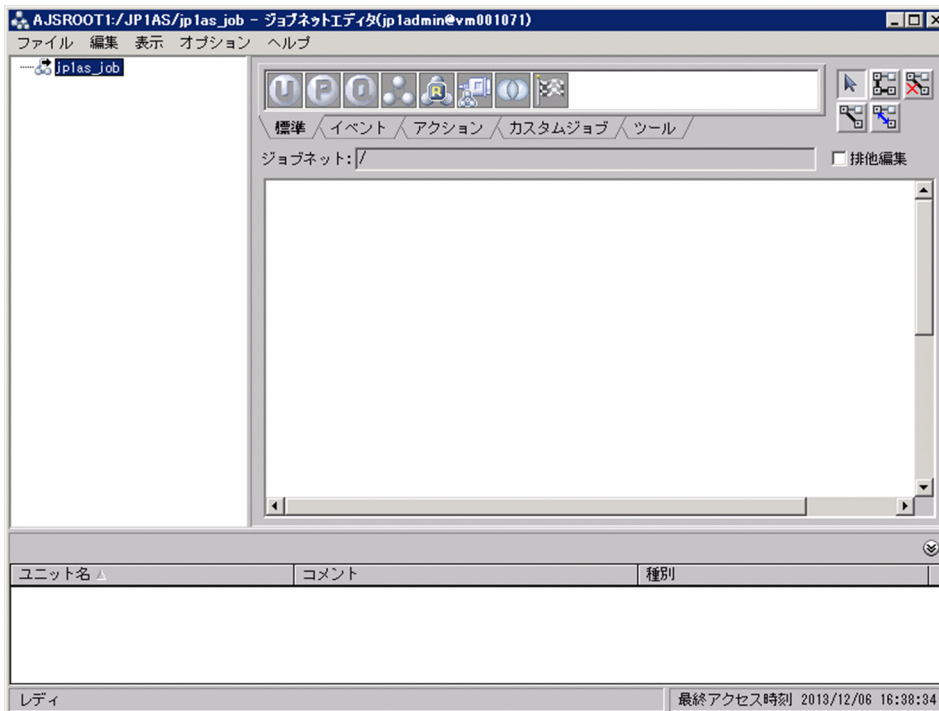 AJSROOT1:/JP1AS/jp1as_job - ジョブネットエディタ(jp1admin@vm001071)
ファイル 編集 表示 オプション ヘルプ
jp1as_job
U P Q R
標準 イベント アクション カスタムジョブ ツール
ジョブネット: / 排他編集
ユニット名 コメント 種別
レディ 最終アクセス時刻 2013/12/06 16:38:34